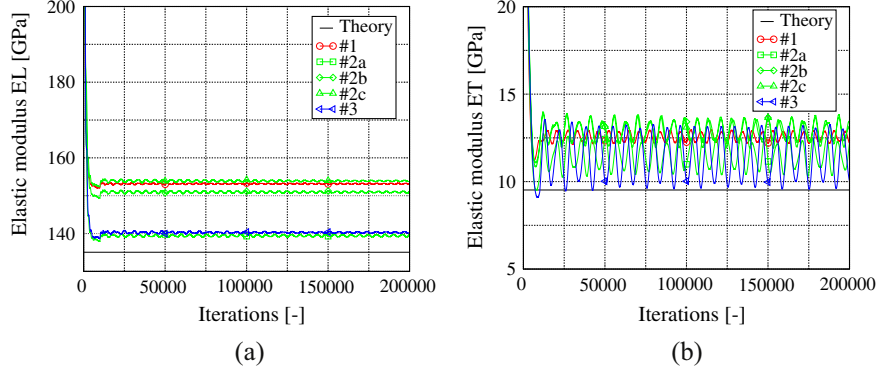 Elastic modulus EL [GPa]
200
180
160
140
Theory
#1
#2a
#2b
#2c
#3
0 50000 100000 150000 200000
Iterations [-]
(a)
Elastic modulus ET [GPa]
20
15
10
5
Theory
#1
#2a
#2b
#2c
#3
0 50000 100000 150000 200000
Iterations [-]
(b)